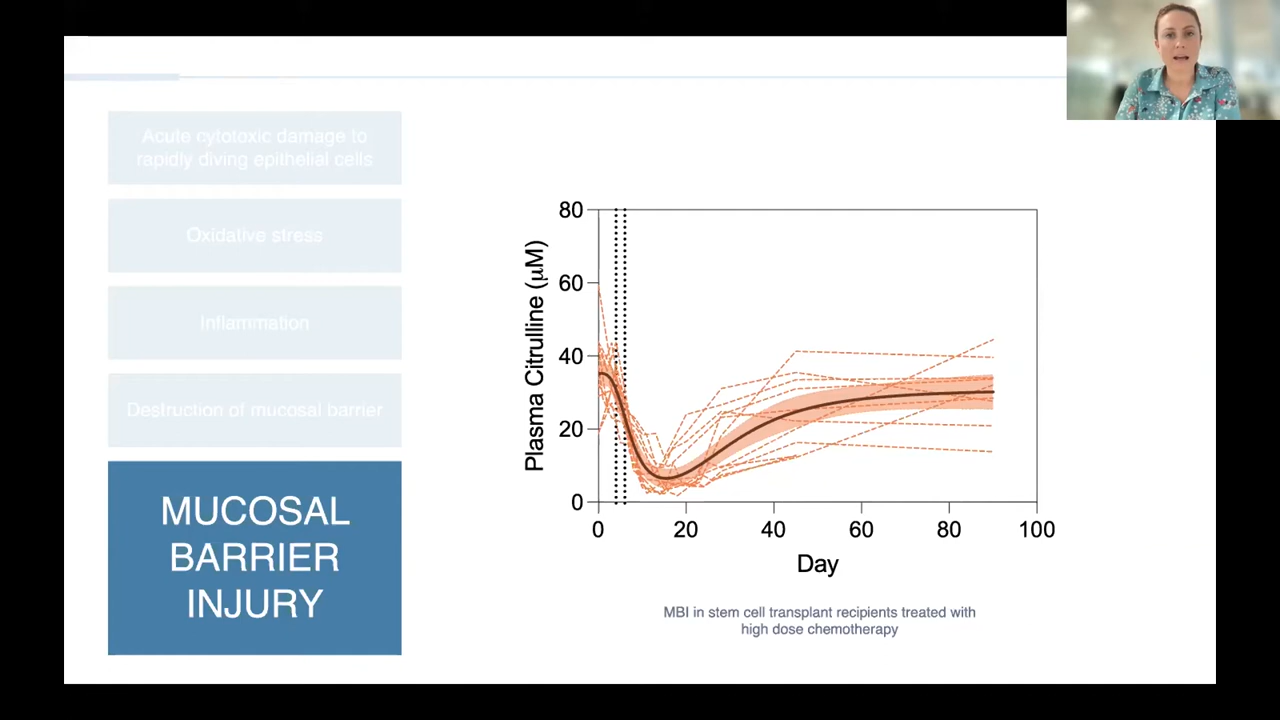 Acute cytotoxic damage to
rapidly diving epithelial cells
Oxidative stress
Inflammation
Destruction of mucosal barrier
MUCOSAL
BARRIER
INJURY
Plasma Citrulline (μM)
80
60
40
20
0
0 20 40 60 80 100
Day
MBI in stem cell transplant recipients treated with
high dose chemotherapy